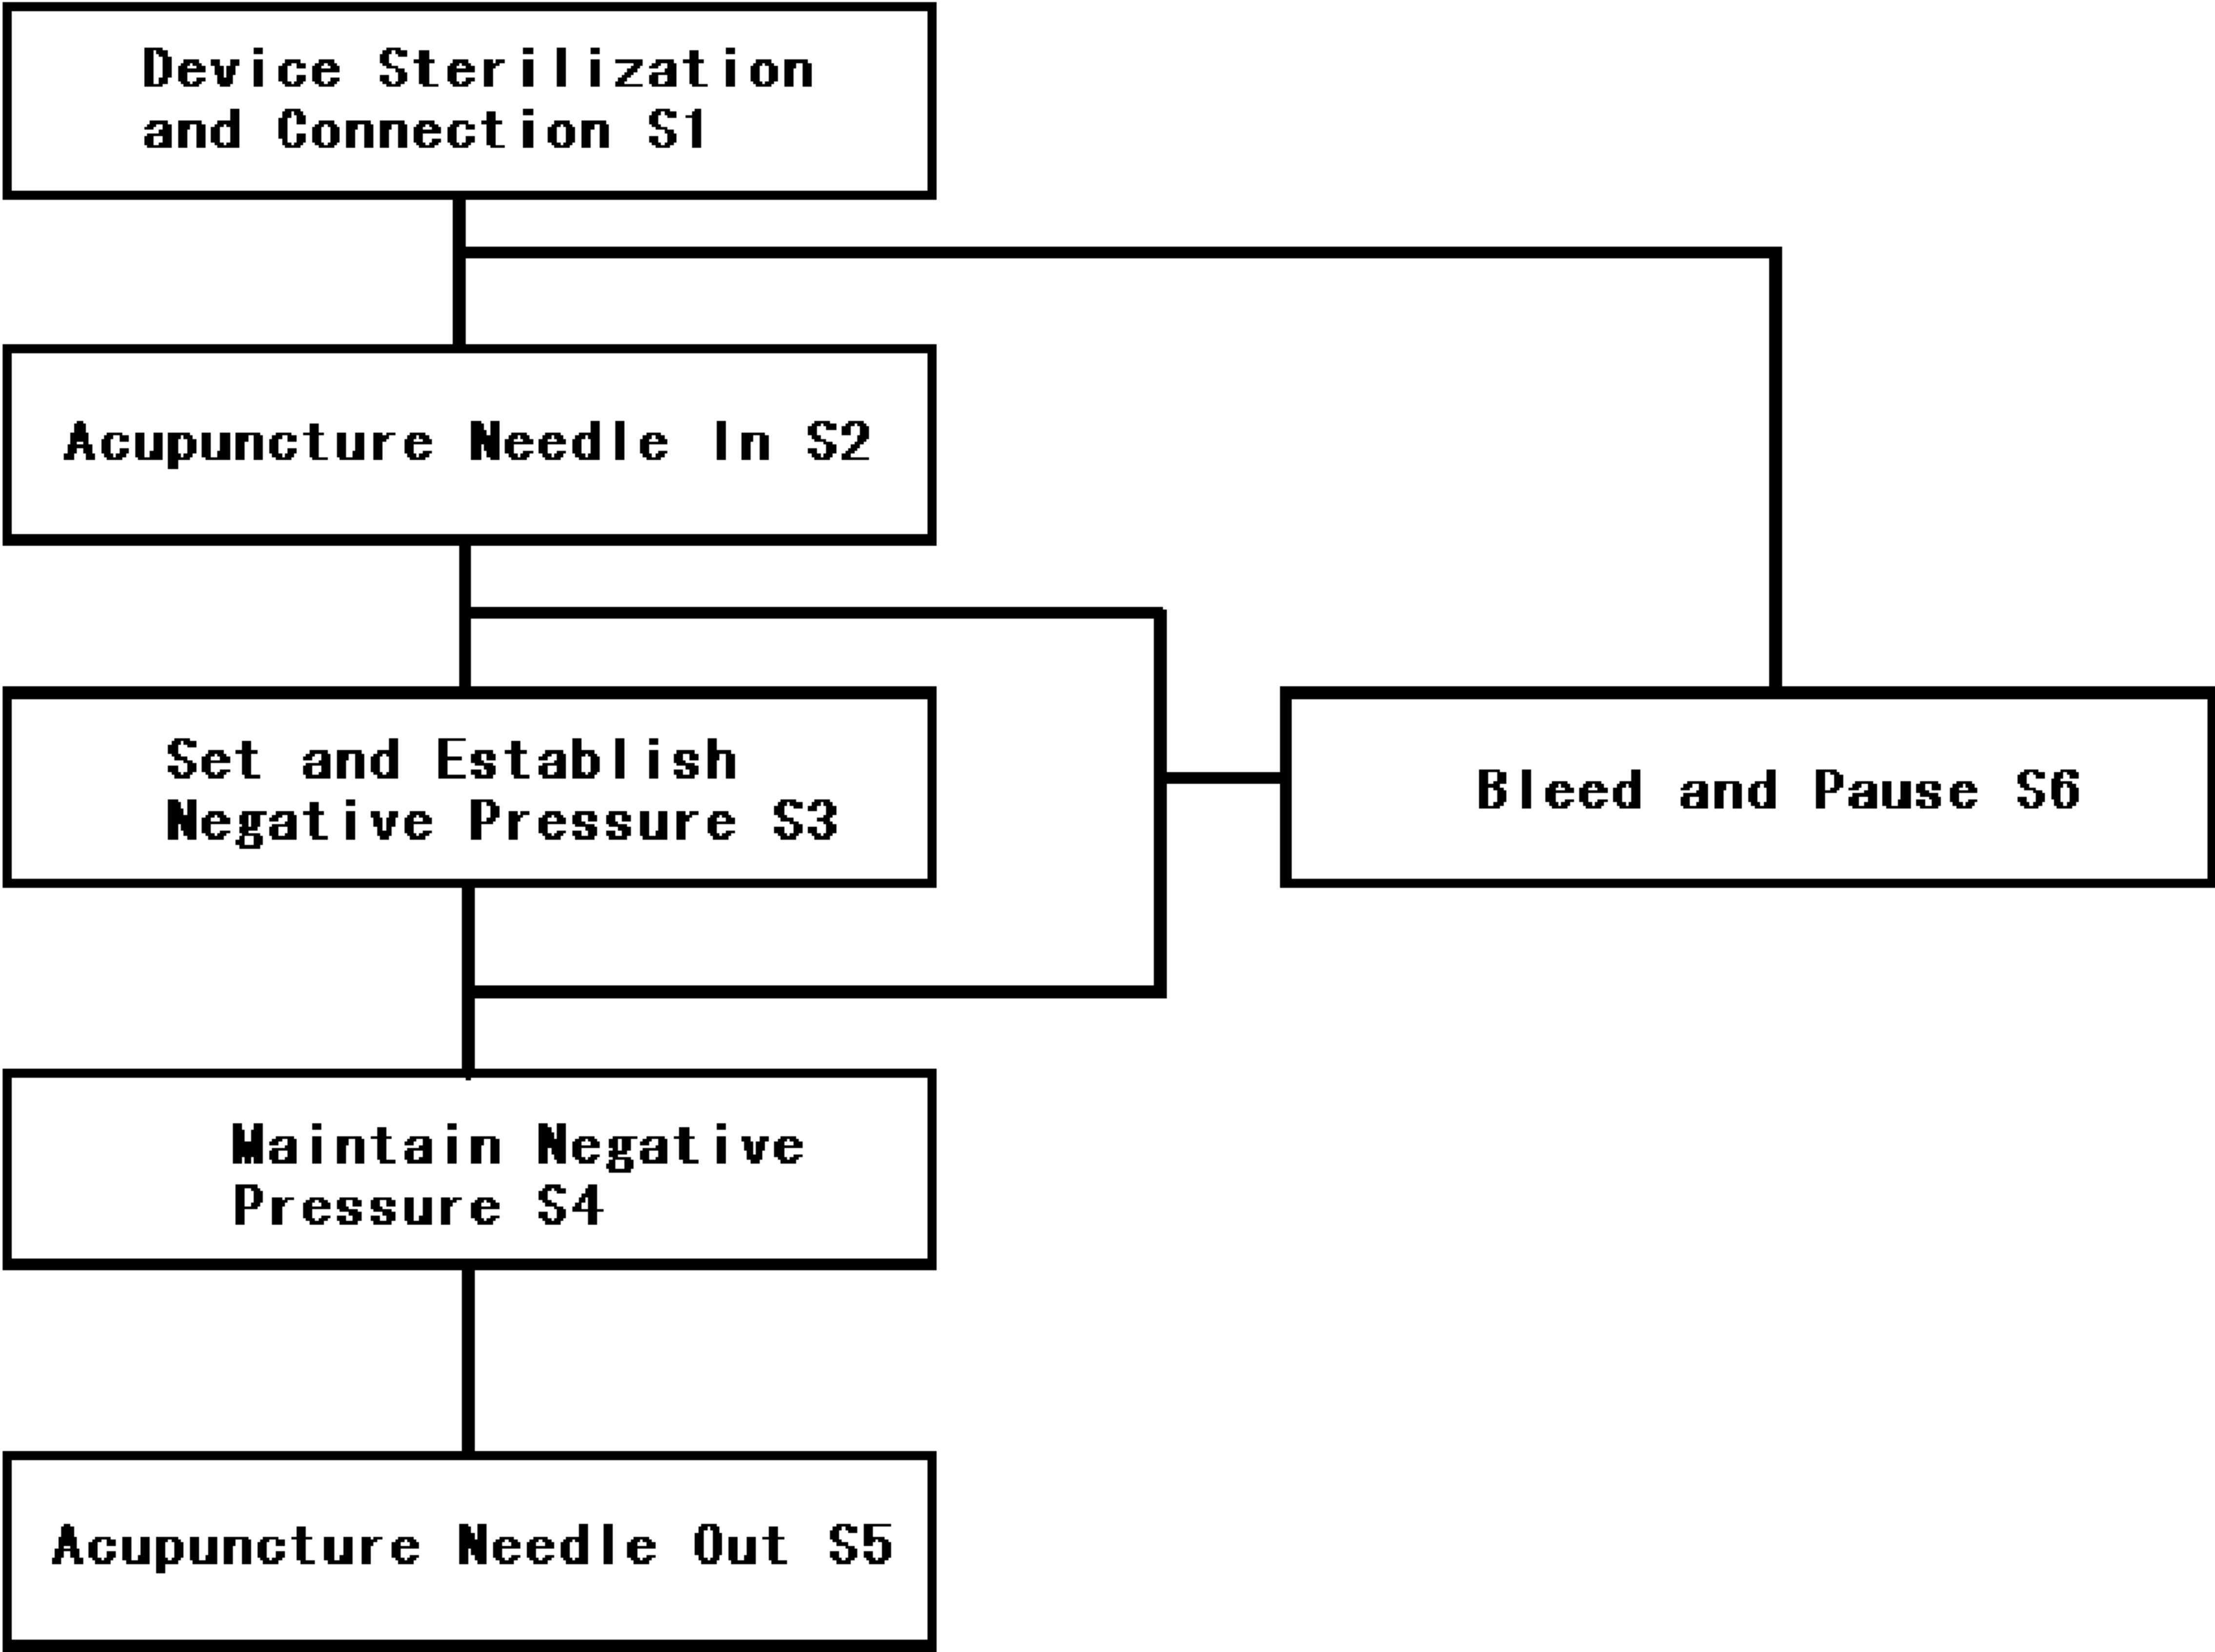 Device Sterilization
and Connection S1
Acupuncture Needle In S2
Set and Establish
Negative Pressure S3
Bleed and Pause S6
Maintain Negative
Pressure S4
Acupuncture Needle Out S5